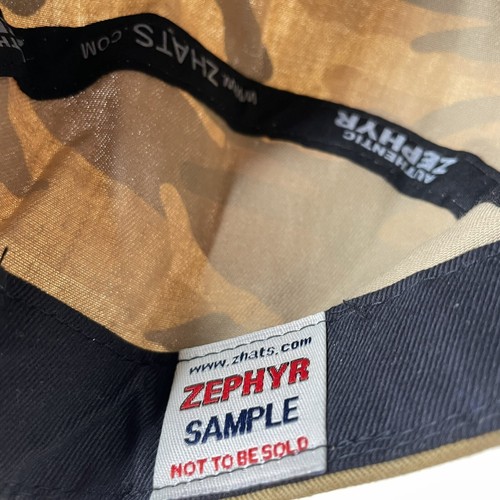 www.ZHATS.COM
AUTHENTIC
ZEPHYR
www.zhats.com
ZEPHYR
SAMPLE
NOT TO BE SOLD